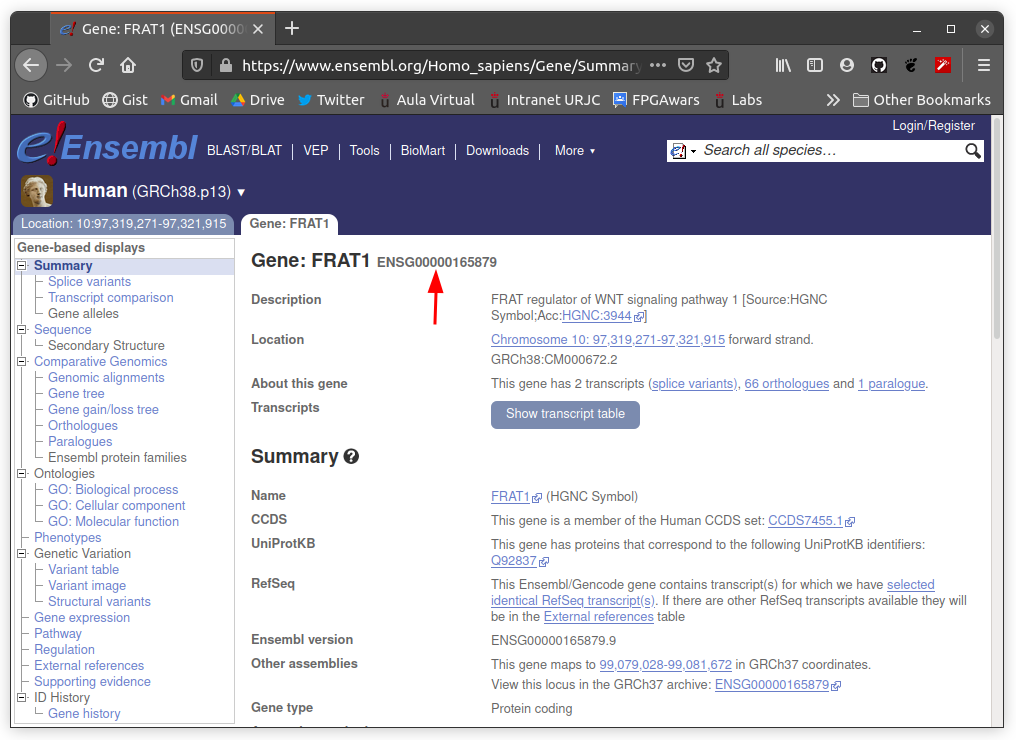 Gene: FRAT1 (ENSG0000
https://www.ensembl.org/Homo_sapiens/Gene/Summary
GitHub Gist Gmail Drive Twitter Aula Virtual Intranet URJC FPGAwars Labs Other Bookmarks
Login/Register
e!Ensembl BLAST/BLAT VEP Tools BioMart Downloads More Search all species…
Human (GRCh38.p13)
Location: 10:97,319,271-97,321,915 Gene: FRAT1
Gene-based displays
Summary
Splice variants
Transcript comparison
Gene alleles
Sequence
Secondary Structure
Comparative Genomics
Genomic alignments
Gene tree
Gene gain/loss tree
Orthologues
Paralogues
Ensembl protein families
Ontologies
GO: Biological process
GO: Cellular component
GO: Molecular function
Phenotypes
Genetic Variation
Variant table
Variant image
Structural variants
Gene expression
Pathway
Regulation
External references
Supporting evidence
ID History
Gene history
Gene: FRAT1 ENSG00000165879
Description FRAT regulator of WNT signaling pathway 1 [Source:HGNC
Symbol;Acc:HGNC:3944]
Location Chromosome 10: 97,319,271-97,321,915 forward strand.
GRCh38:CM000672.2
About this gene This gene has 2 transcripts (splice variants), 66 orthologues and 1 paralogue.
Transcripts Show transcript table
Summary
Name FRAT1 (HGNC Symbol)
CCDS This gene is a member of the Human CCDS set: CCDS7455.1
UniProtKB This gene has proteins that correspond to the following UniProtKB identifiers:
Q92837
RefSeq This Ensembl/Gencode gene contains transcript(s) for which we have selected
identical RefSeq transcript(s). If there are other RefSeq transcripts available they will
be in the External references table
Ensembl version ENSG00000165879.9
Other assemblies This gene maps to 99,079,028-99,081,672 in GRCh37 coordinates.
View this locus in the GRCh37 archive: ENSG00000165879
Gene type Protein coding